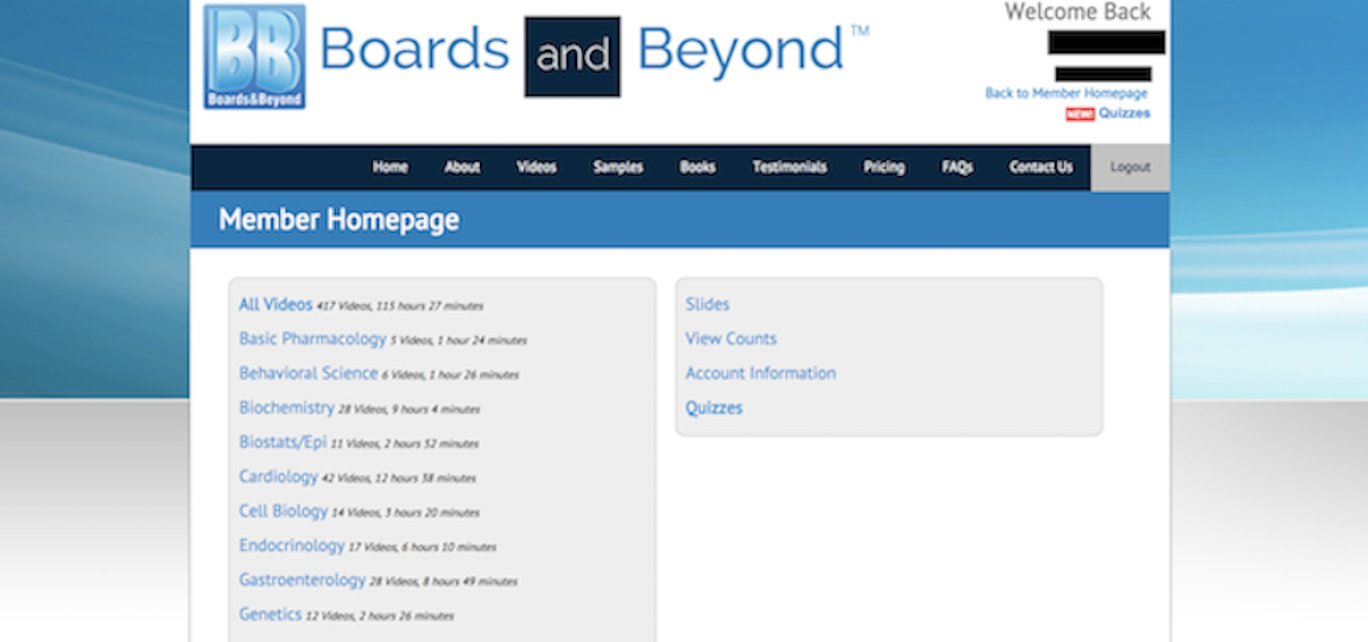 BB
Boards&Beyond
Boards and Beyond™
Welcome Back
Back to Member Homepage
NEW! Quizzes
Home About Videos Samples Books Testimonials Pricing FAQs Contact Us Logout
Member Homepage
All Videos 417 Videos, 115 hours 27 minutes
Basic Pharmacology 5 Videos, 1 hour 24 minutes
Behavioral Science 6 Videos, 1 hour 26 minutes
Biochemistry 28 Videos, 9 hours 4 minutes
Biostats/Epi 11 Videos, 2 hours 52 minutes
Cardiology 42 Videos, 12 hours 38 minutes
Cell Biology 14 Videos, 3 hours 20 minutes
Endocrinology 17 Videos, 6 hours 10 minutes
Gastroenterology 28 Videos, 8 hours 49 minutes
Genetics 12 Videos, 2 hours 26 minutes
Slides
View Counts
Account Information
Quizzes